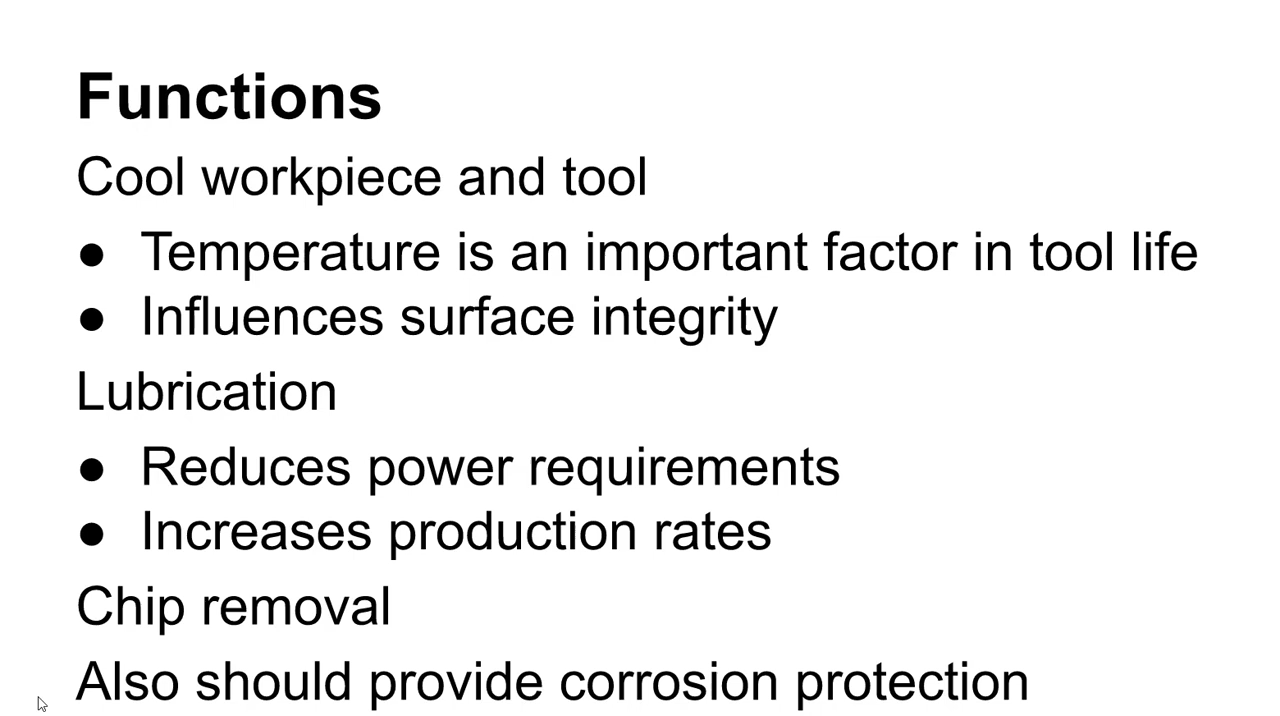 Functions
Cool workpiece and tool
● Temperature is an important factor in tool life
● Influences surface integrity
Lubrication
● Reduces power requirements
● Increases production rates
Chip removal
Also should provide corrosion protection